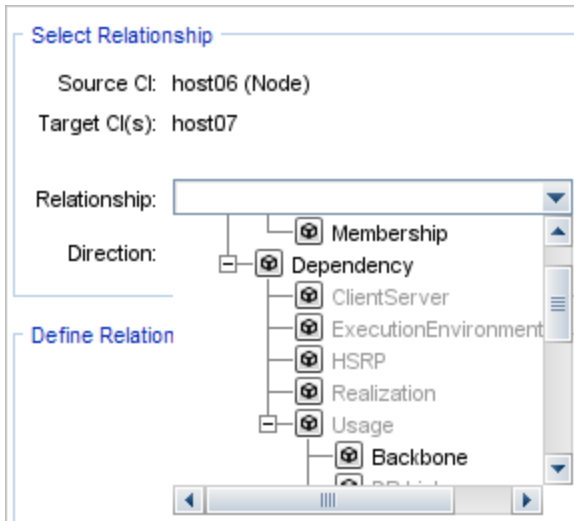 Select Relationship
Source CI: host06 (Node)
Target CI(s): host07
Relationship:
Membership
Direction:
Dependency
ClientServer
ExecutionEnvironment
Define Relation
HSRP
Realization
Usage
Backbone